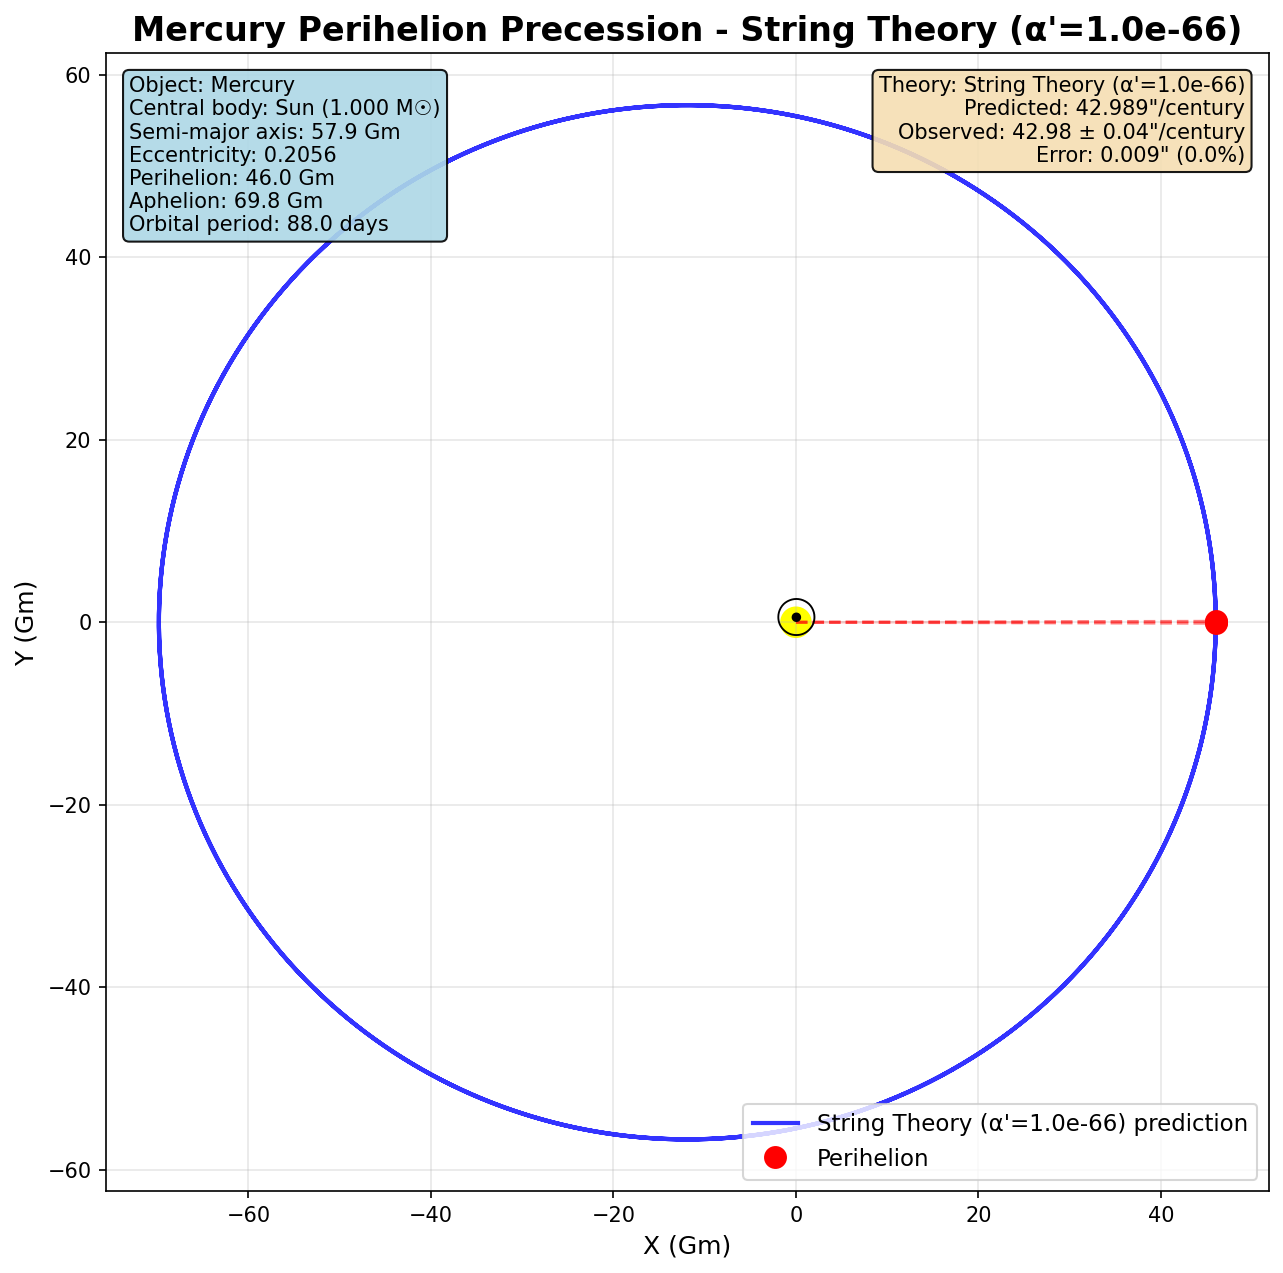 Mercury Perihelion Precession - String Theory (α'=1.0e-66)
Object: Mercury
Central body: Sun (1.000 M☉)
Semi-major axis: 57.9 Gm
Eccentricity: 0.2056
Perihelion: 46.0 Gm
Aphelion: 69.8 Gm
Orbital period: 88.0 days
Theory: String Theory (α'=1.0e-66)
Predicted: 42.989"/century
Observed: 42.98 ± 0.04"/century
Error: 0.009" (0.0%)
60
40
20
0
−20
−40
−60
Y (Gm)
String Theory (α'=1.0e-66) prediction
Perihelion
−60 −40 −20 0 20 40
X (Gm)